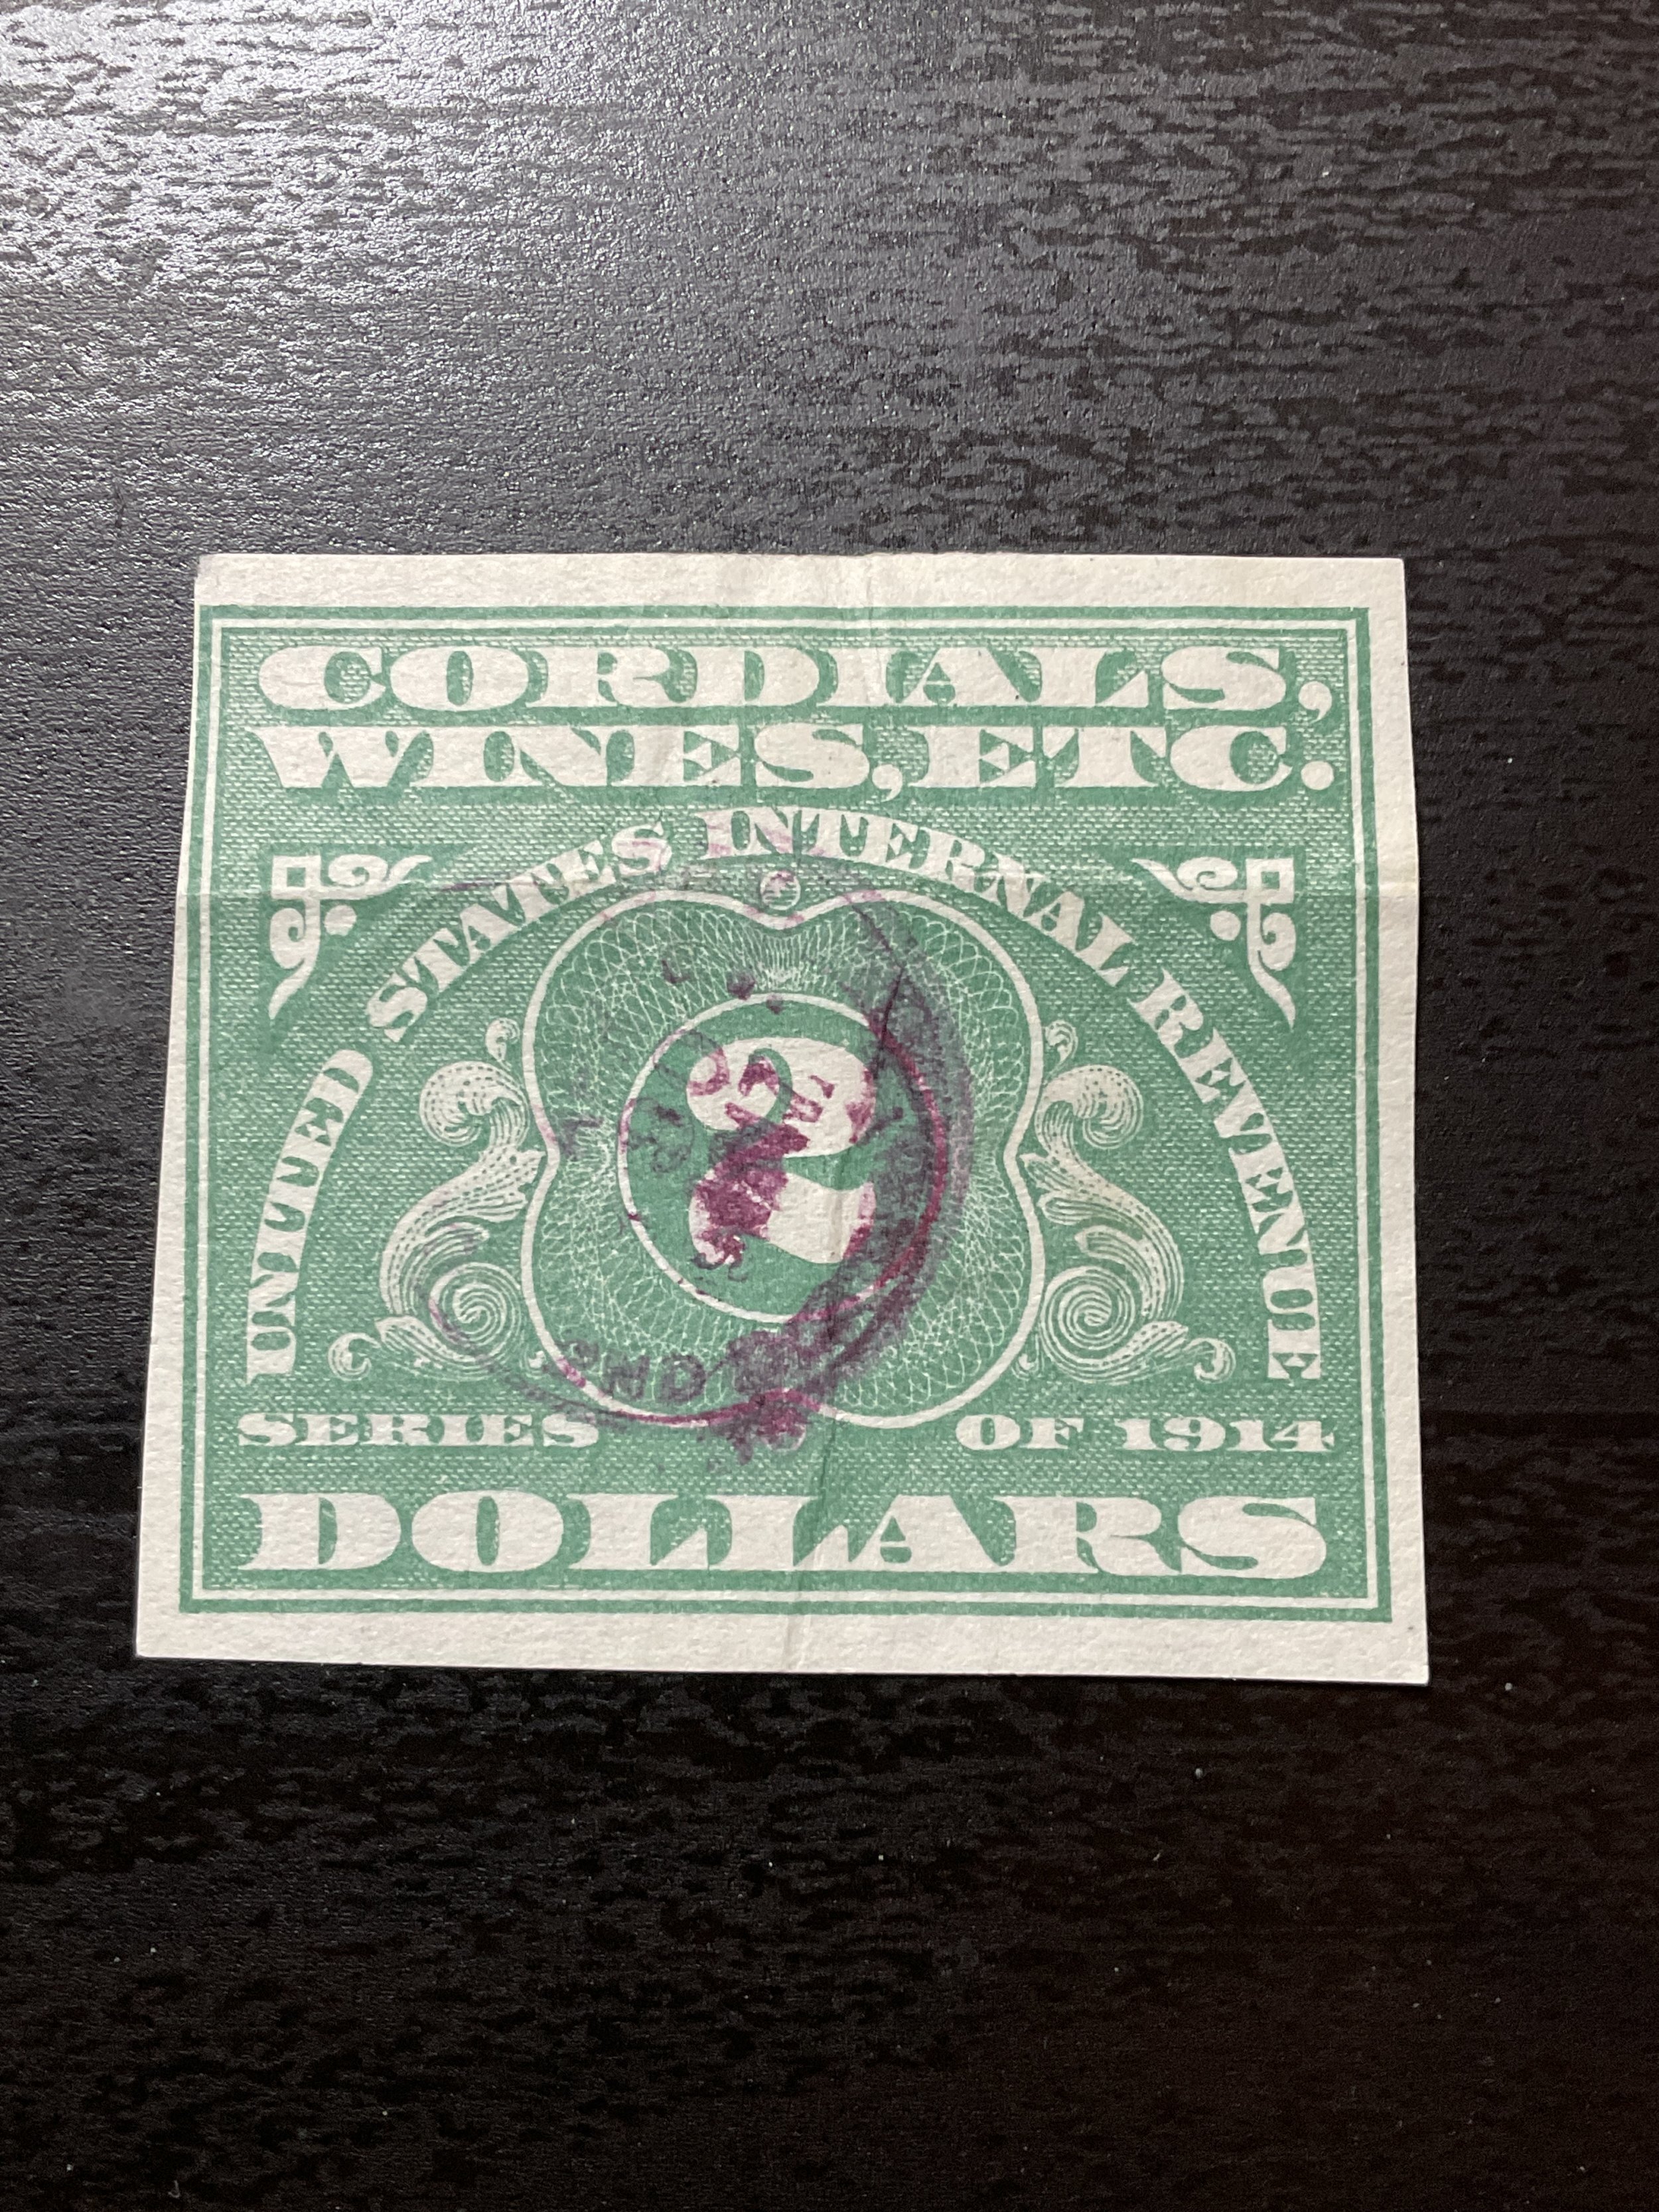 CORDIALS,
WINES, ETC.
UNITED STATES INTERNAL REVENUE
2
SERIES OF 1914
DOLLARS